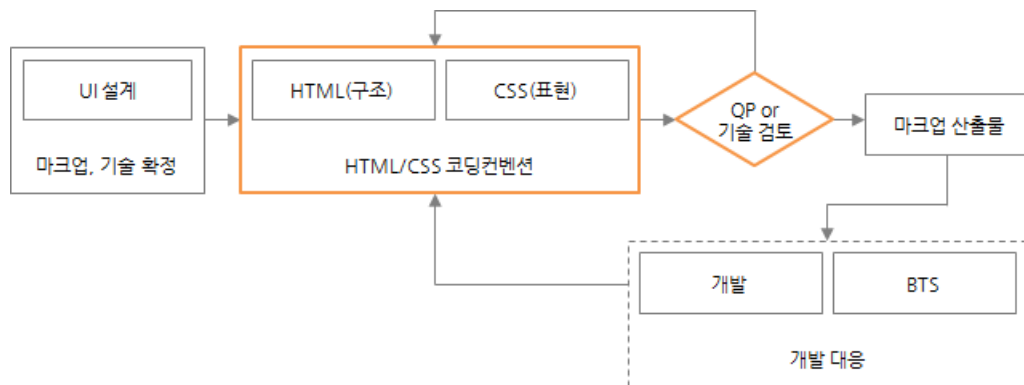 UI 설계
마크업, 기술 확정
HTML(구조)
CSS(표현)
HTML/CSS 코딩컨벤션
QP or
기술 검토
마크업 산출물
개발
BTS
개발 대응